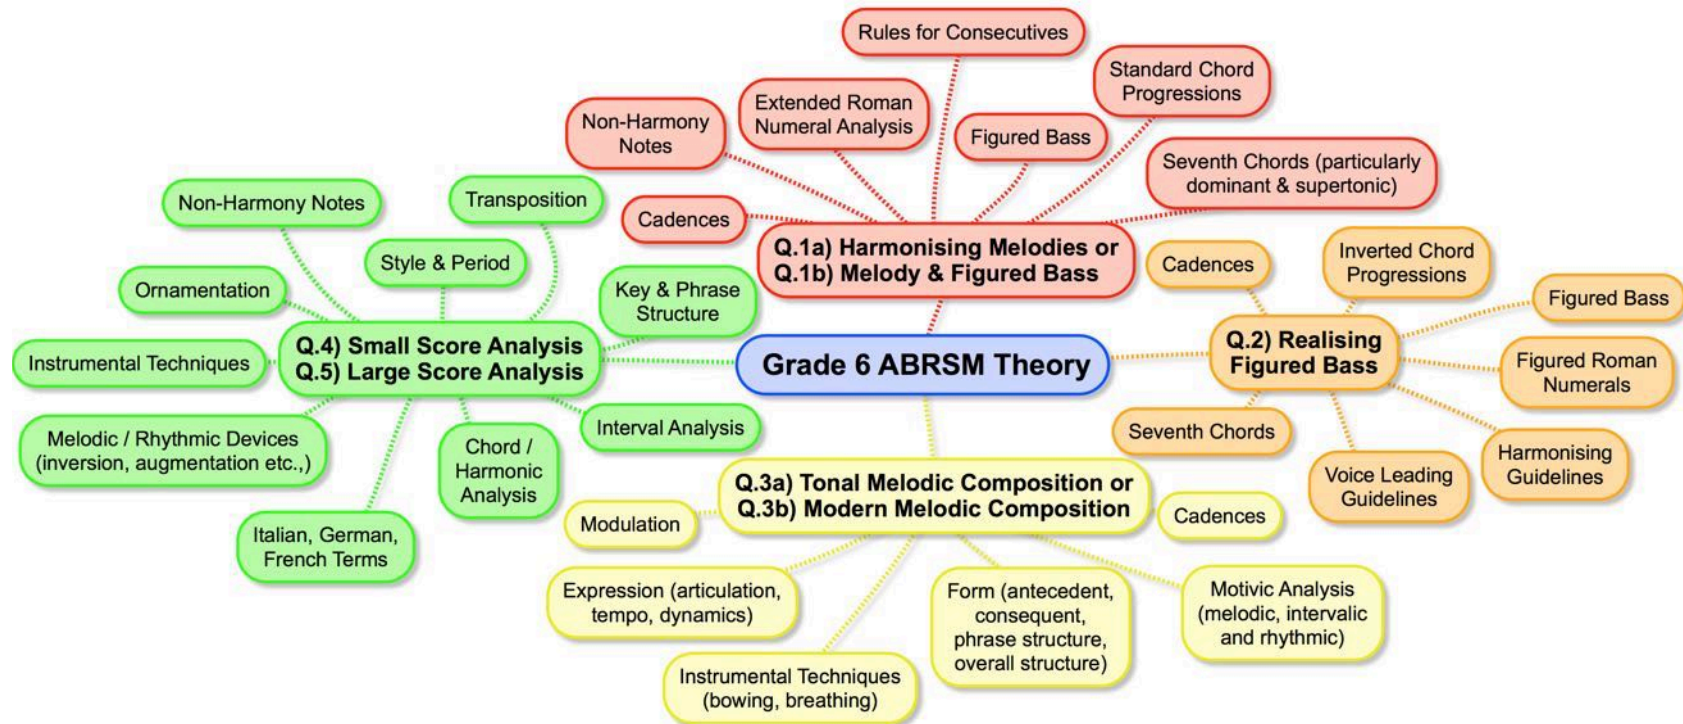 Rules for Consecutives
Standard Chord
Progressions
Extended Roman
Numeral Analysis
Non-Harmony
Notes
Figured Bass
Seventh Chords (particularly
dominant & supertonic)
Cadences
Q.1a) Harmonising Melodies or
Q.1b) Melody & Figured Bass
Non-Harmony Notes
Transposition
Style & Period
Ornamentation
Key & Phrase
Structure
Instrumental Techniques
Q.4) Small Score Analysis
Q.5) Large Score Analysis
Melodic / Rhythmic Devices
(inversion, augmentation etc.,)
Chord /
Harmonic
Analysis
Interval Analysis
Italian, German,
French Terms
Grade 6 ABRSM Theory
Cadences
Inverted Chord
Progressions
Figured Bass
Q.2) Realising
Figured Bass
Figured Roman
Numerals
Seventh Chords
Voice Leading
Guidelines
Harmonising
Guidelines
Q.3a) Tonal Melodic Composition or
Q.3b) Modern Melodic Composition
Modulation
Cadences
Expression (articulation,
tempo, dynamics)
Instrumental Techniques
(bowing, breathing)
Form (antecedent,
consequent,
phrase structure,
overall structure)
Motivic Analysis
(melodic, intervalic
and rhythmic)